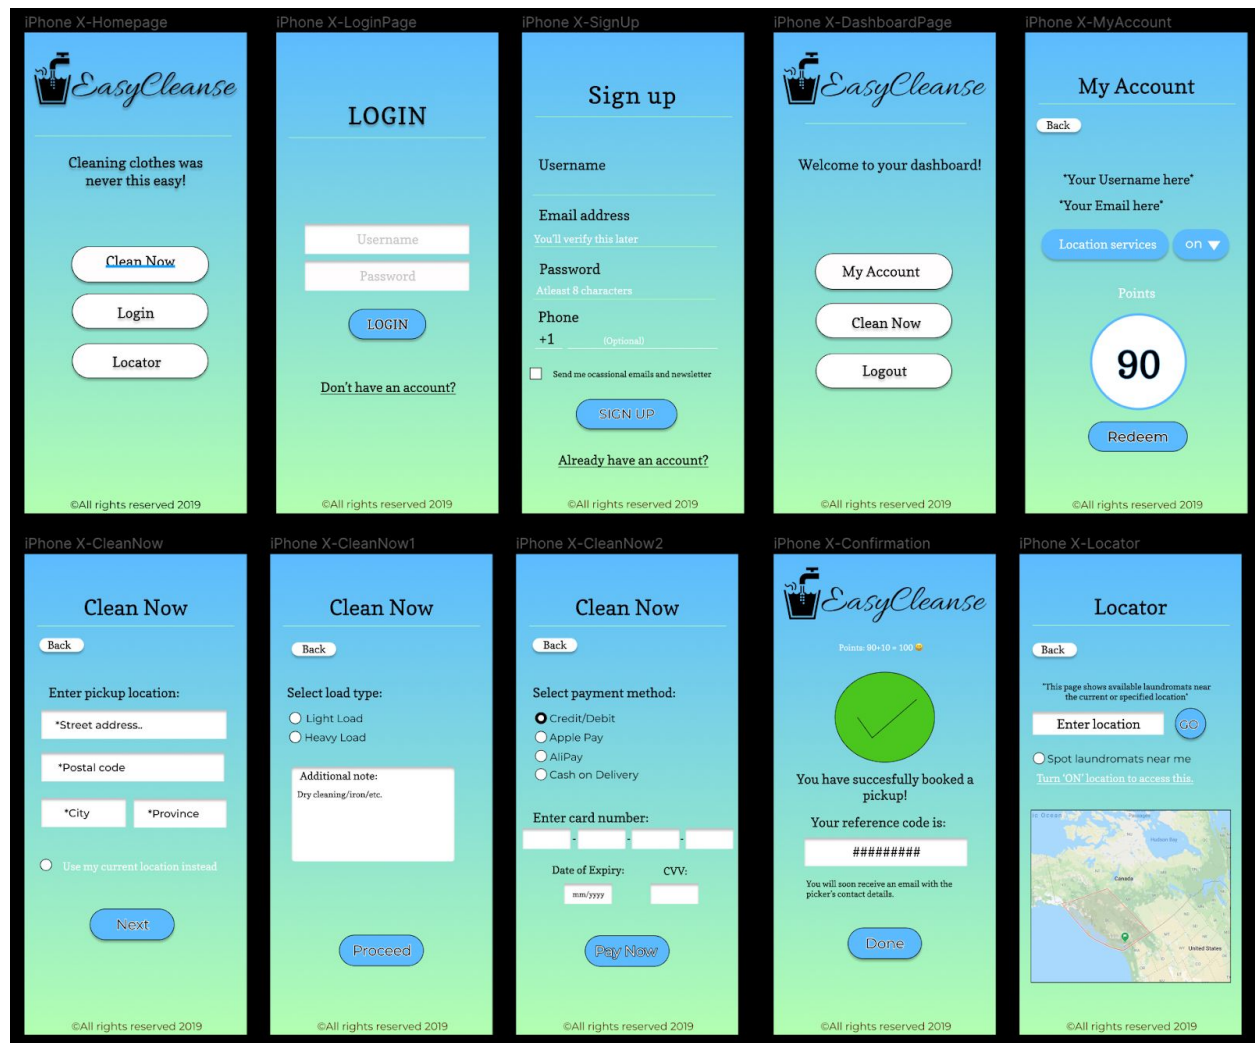 iPhone X-Homepage
EasyCleanse
Cleaning clothes was
never this easy!
Clean Now
Login
Locator
©All rights reserved 2019
iPhone X-LoginPage
LOGIN
Username
Password
LOGIN
Don't have an account?
©All rights reserved 2019
iPhone X-SignUp
Sign up
Username
Email address
You'll verify this later
Password
Atleast 8 characters
Phone
+1 (Optional)
Send me ocassional emails and newsletter
SIGN UP
Already have an account?
©All rights reserved 2019
iPhone X-DashboardPage
EasyCleanse
Welcome to your dashboard!
My Account
Clean Now
Logout
©All rights reserved 2019
iPhone X-MyAccount
My Account
Back
"Your Username here"
"Your Email here"
Location services on
Points
90
Redeem
©All rights reserved 2019
iPhone X-CleanNow
Clean Now
Back
Enter pickup location:
*Street address..
*Postal code
*City *Province
Use my current location instead
Next
©All rights reserved 2019
iPhone X-CleanNow1
Clean Now
Back
Select load type:
Light Load
Heavy Load
Additional note:
Dry cleaning/iron/etc.
Proceed
©All rights reserved 2019
iPhone X-CleanNow2
Clean Now
Back
Select payment method:
Credit/Debit
Apple Pay
AliPay
Cash on Delivery
Enter card number:
- - -
Date of Expiry: CVV:
mm/yyyy
Pay Now
©All rights reserved 2019
iPhone X-Confirmation
EasyCleanse
Points: 90+10 = 100 😀
You have succesfully booked a
pickup!
Your reference code is:
#########
You will soon receive an email with the
picker's contact details.
Done
©All rights reserved 2019
iPhone X-Locator
Locator
Back
"This page shows available laundromats near
the current or specified location"
Enter location GO
Spot laundromats near me
Turn 'ON' location to access this.
Hudson Bay
Canada
United States
©All rights reserved 2019